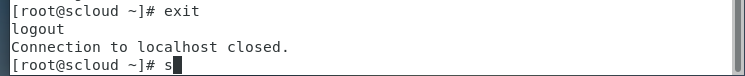 [root@scloud ~]# exit
logout
Connection to localhost closed.
[root@scloud ~]# s